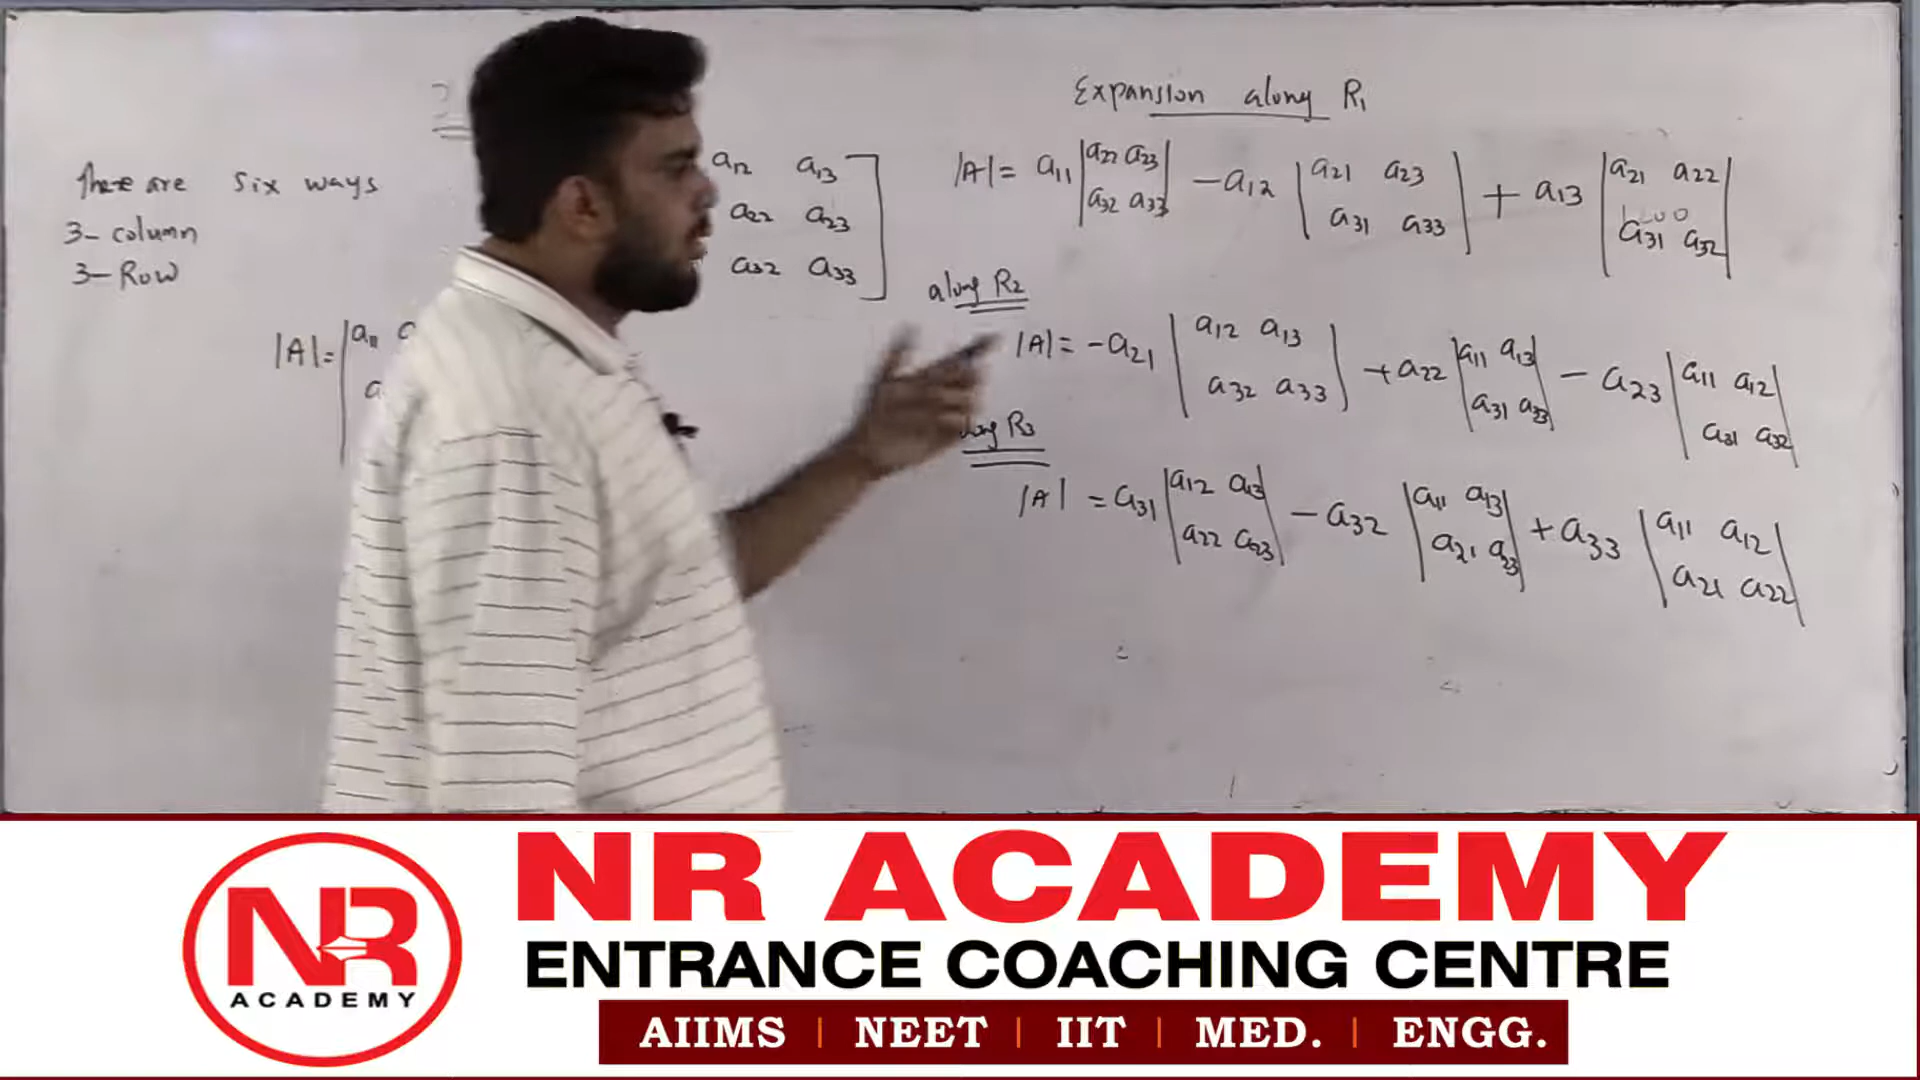 There are six ways
3- column
3- Row
|A|= a11
a12 a13
a22 a23
a32 a33
Expansion along R1
|A|= a11 |a22 a23 a32 a33| -a12 |a21 a23 a31 a33| + a13 |a21 a22 a31 a32|
along R2
|A|= -a21 |a12 a13 a32 a33| +a22 |a11 a13 a31 a33| - a23 |a11 a12 a31 a32|
R3
|A| = a31 |a12 a13 a22 a23| - a32 |a11 a13 a21 a23| + a33 |a11 a12 a21 a22|
NR
ACADEMY
NR ACADEMY
ENTRANCE COACHING CENTRE
AIIMS | NEET | IIT | MED. | ENGG.